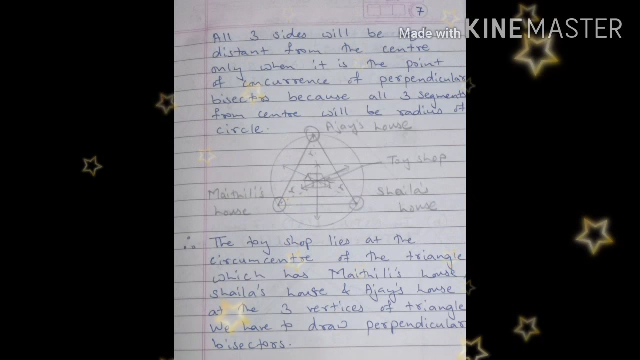 7
Made with KINEMASTER
All 3 sides will be
distant from the centre
only when it is the point
of incurrence of perpendicular
bisectro because all 3 segments
from centre will be radius of
circle.
Ajay's house
Toy shop
Maithili's
house
Shaila's
house
∴ The toy shop lies at the
circumcentre of the triangle
which has Maithili's house,
Shaila's house & Ajay's house
at the 3 vertices of triangle
We have to draw perpendicular
bisectors.